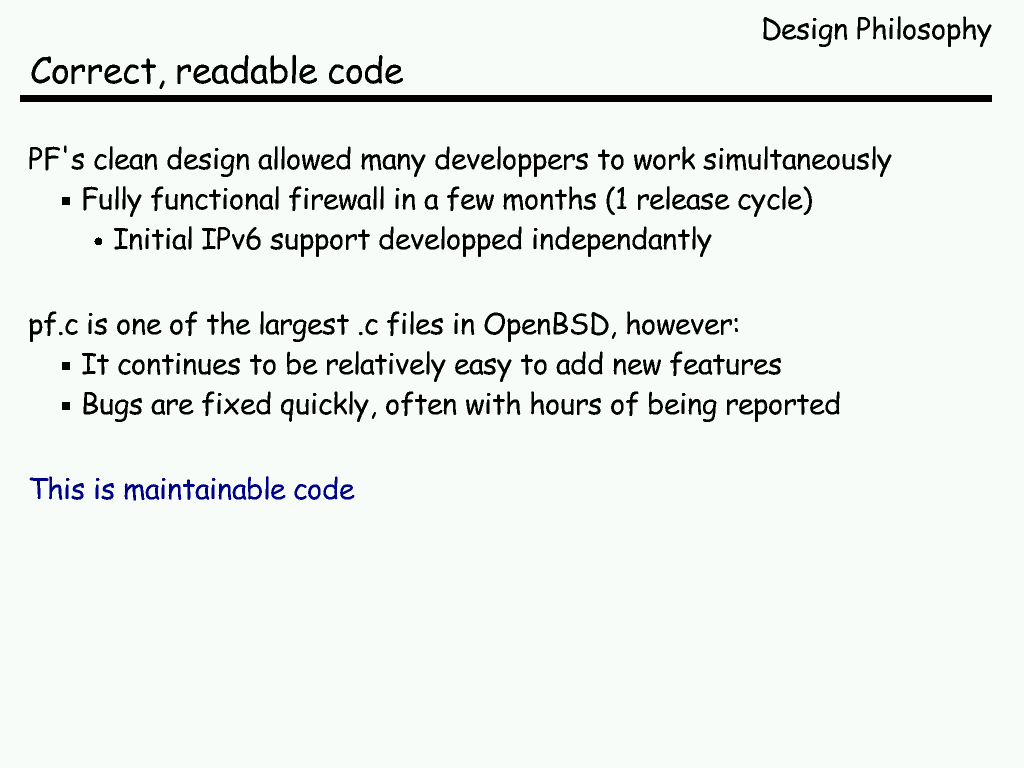 Design Philosophy
Correct, readable code
PF's clean design allowed many developpers to work simultaneously
▪ Fully functional firewall in a few months (1 release cycle)
• Initial IPv6 support developped independantly
pf.c is one of the largest .c files in OpenBSD, however:
▪ It continues to be relatively easy to add new features
▪ Bugs are fixed quickly, often with hours of being reported
This is maintainable code